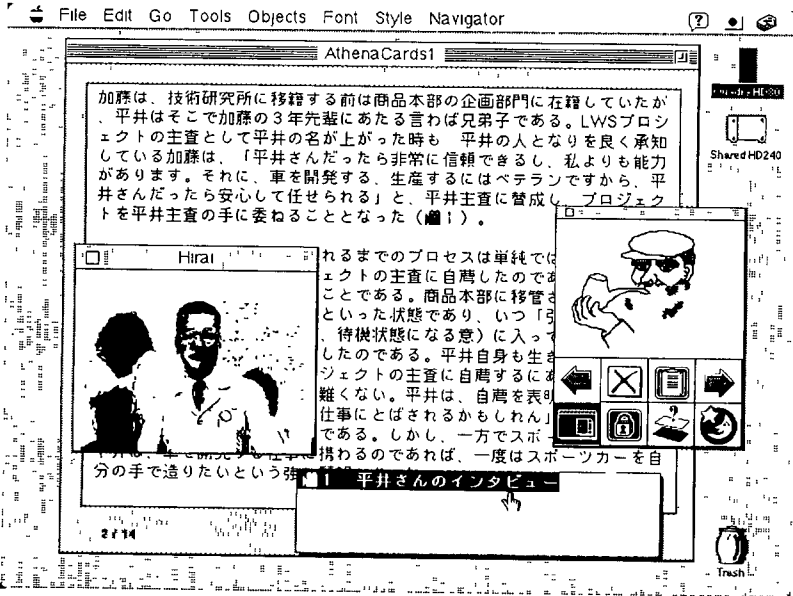 File Edit Go Tools Objects Font Style Navigator
AthenaCards1
加藤は、技術研究所に移籍する前は商品本部の企画部門に在籍していたが
、平井はそこで加藤の３年先輩にあたる言わば兄弟子である。LWSプロジ
ェクトの主査として平井の名が上がった時も 平井の人となりを良く承知
している加藤は、「平井さんだったら非常に信頼できるし、私よりも能力
があります。それに、車を開発する、生産するにはベテランですから、平
井さんだったら安心して任せられる」と、平井主査に賛成し、プロジェク
トを平井主査の手に委ねることとなった（
Shared HD240
Hirai
れるまでのプロセスは単純では
ェクトの主査に自薦したのであ
ことである。商品本部に移管さ
といった状態であり、いつ「引
、待機状態になる意）に入って
したのである。平井自身も生き
ジェクトの主査に自薦するにあ
難くない。平井は、自薦を表明
仕事にとばされるかもしれん」
である。しかし、一方でスポー
携わるのであれば、一度はスポーツカーを自
分の手で造りたいという強
1 平井さんのインタビュー
2 / 14
Trash